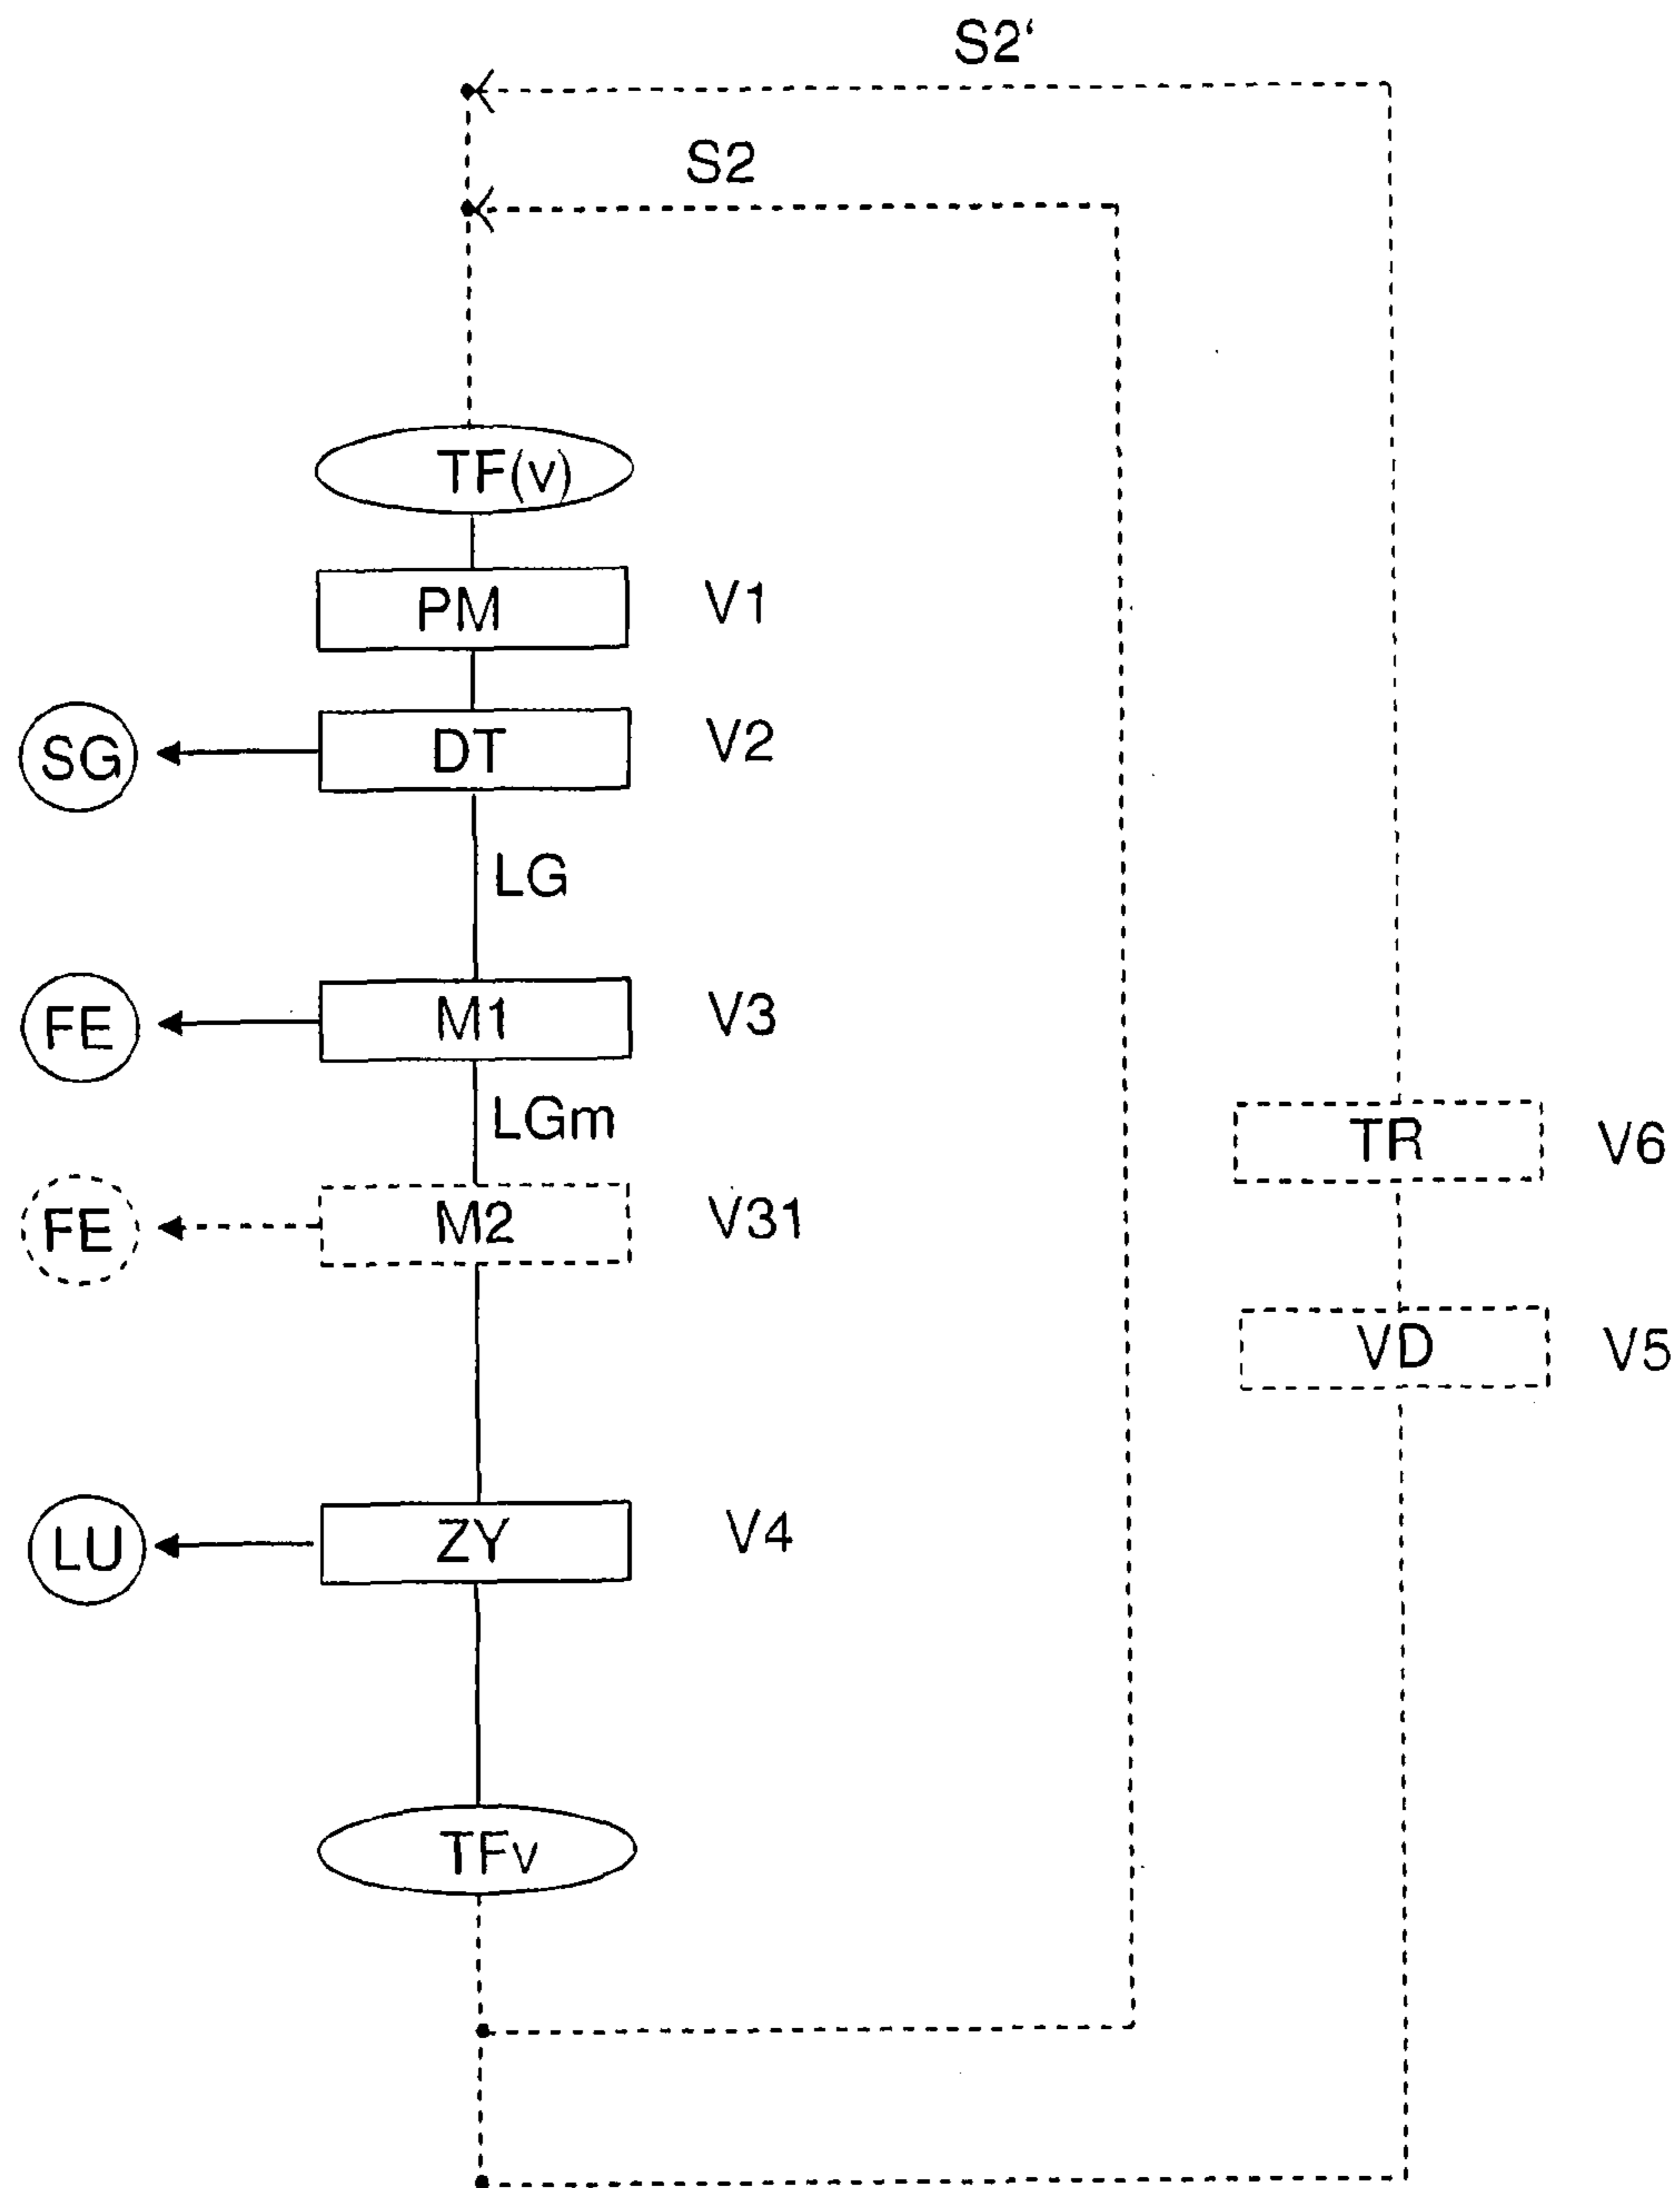 S2‘
S2
TF(v)
PM V1
SG DT V2
LG
FE M1 V3
LGm
TR V6
FE M2 V31
VD V5
LU ZY V4
TFv